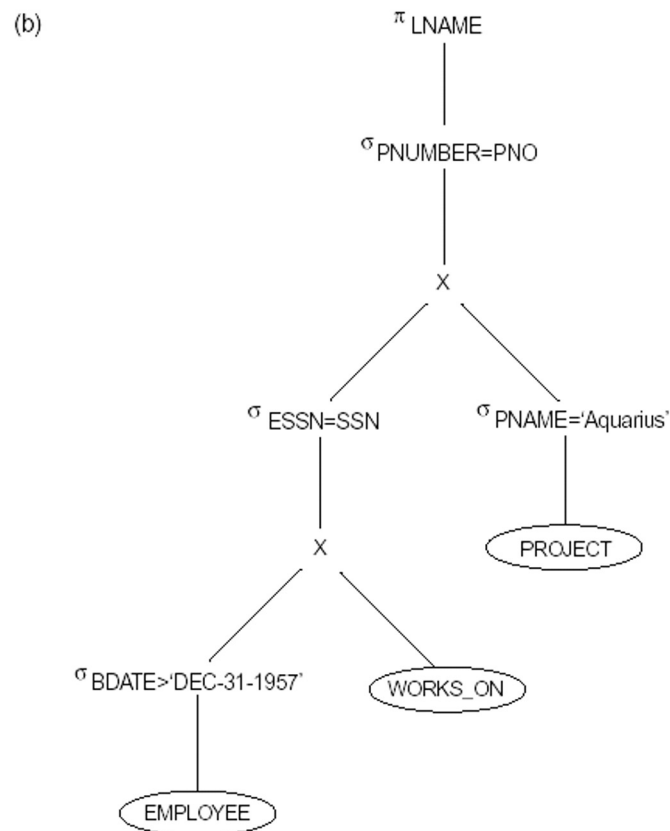 (b)
π LNAME
σ PNUMBER=PNO
X
σ ESSN=SSN
σ PNAME=‘Aquarius’
X
PROJECT
σ BDATE>‘DEC-31-1957’
WORKS_ON
EMPLOYEE